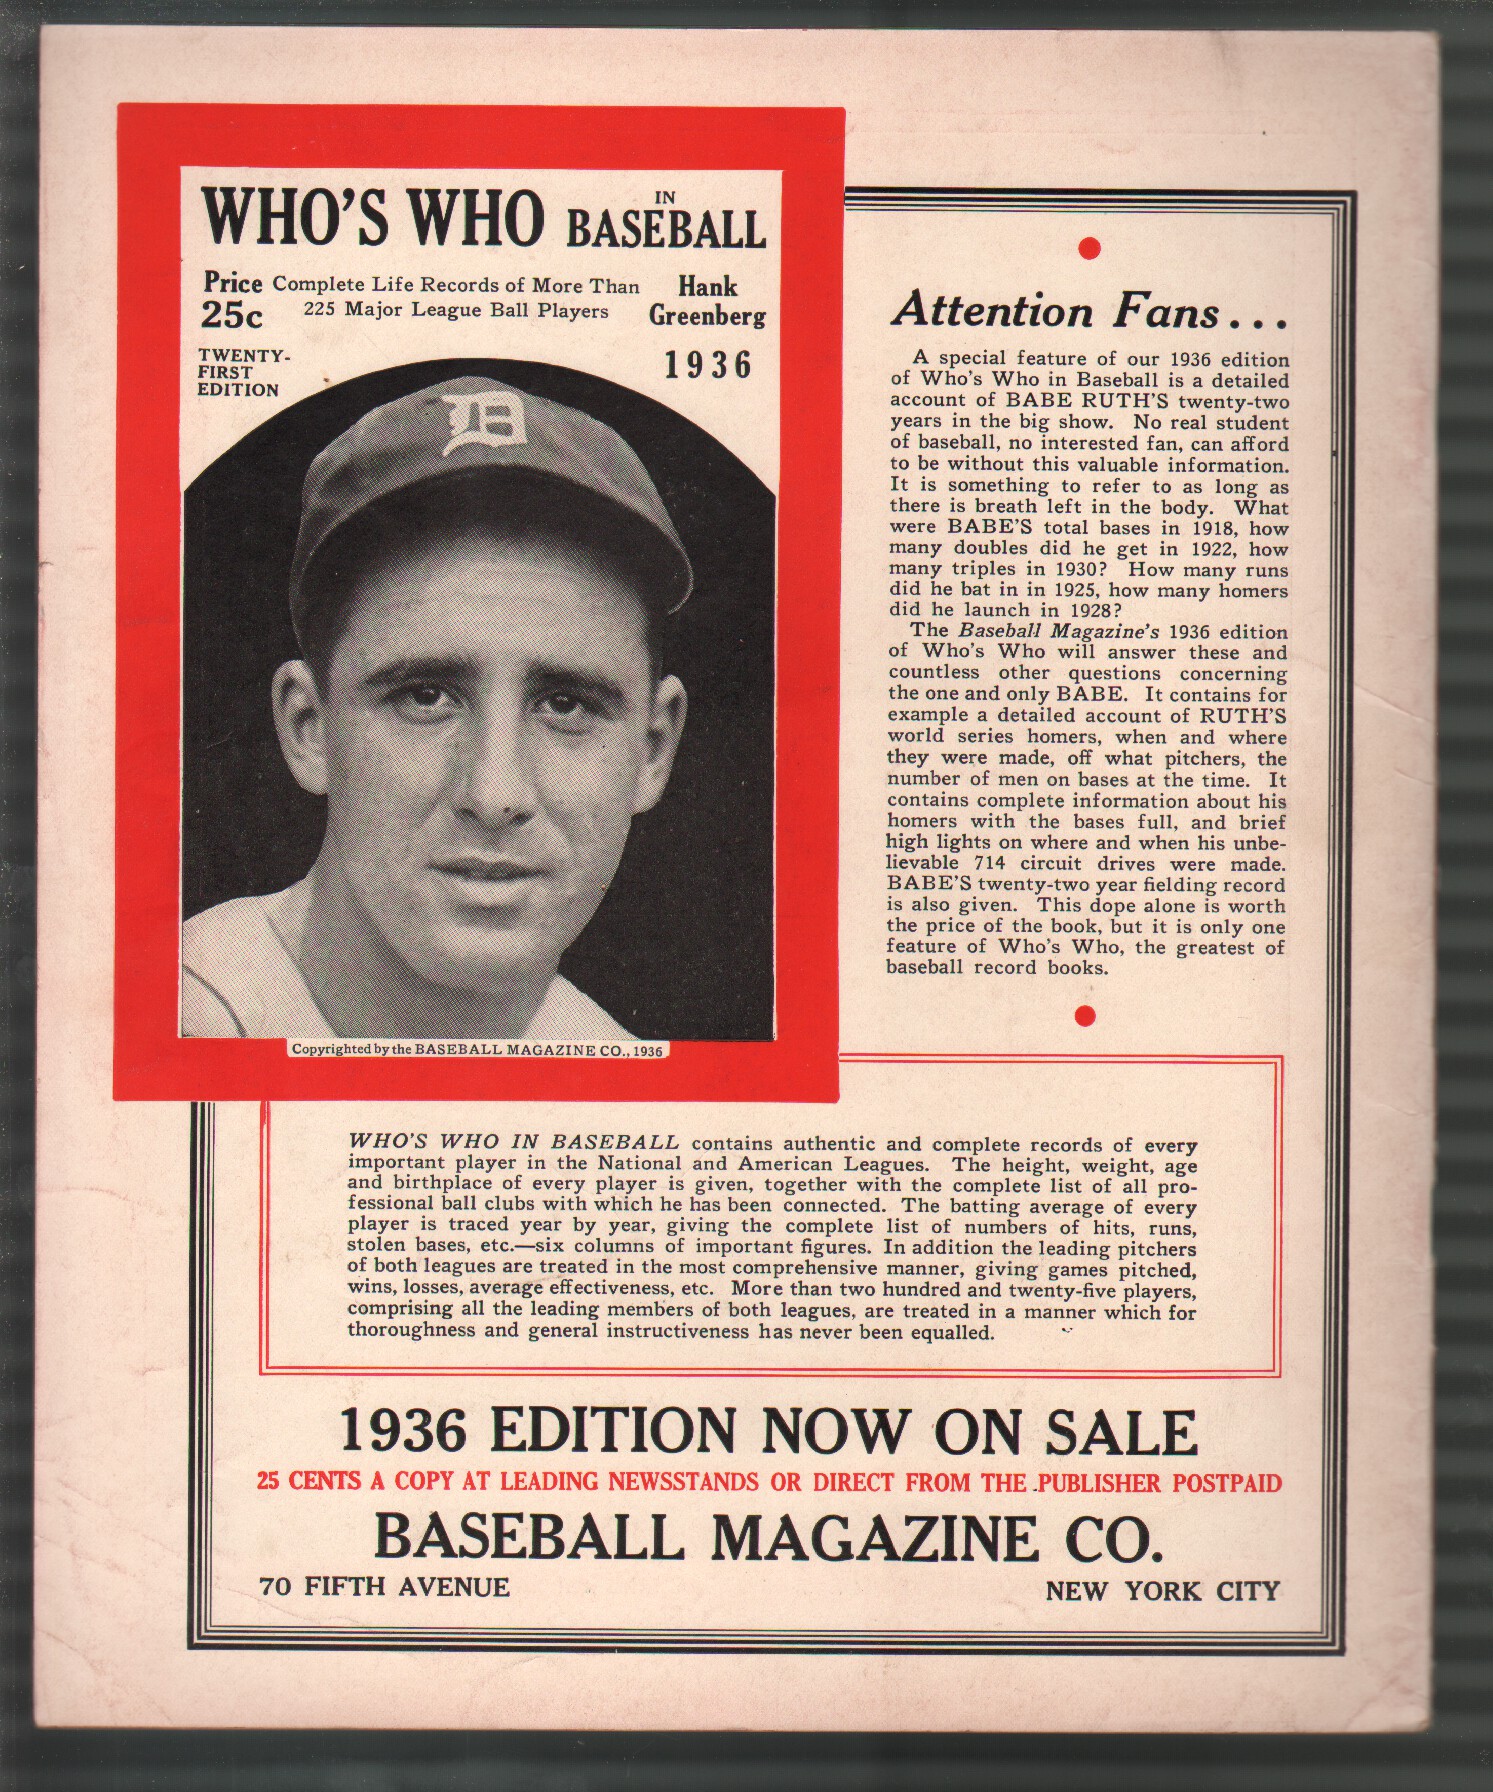 WHO'S WHO IN BASEBALL
Price 25c
Complete Life Records of More Than
225 Major League Ball Players
Hank
Greenberg
1936
TWENTY-
FIRST
EDITION
D
Copyrighted by the BASEBALL MAGAZINE CO., 1936
Attention Fans...
A special feature of our 1936 edition
of Who's Who in Baseball is a detailed
account of BABE RUTH'S twenty-two
years in the big show. No real student
of baseball, no interested fan, can afford
to be without this valuable information.
It is something to refer to as long as
there is breath left in the body. What
were BABE'S total bases in 1918, how
many doubles did he get in 1922, how
many triples in 1930? How many runs
did he bat in in 1925, how many homers
did he launch in 1928?
The Baseball Magazine's 1936 edition
of Who's Who will answer these and
countless other questions concerning
the one and only BABE. It contains for
example a detailed account of RUTH'S
world series homers, when and where
they were made, off what pitchers, the
number of men on bases at the time. It
contains complete information about his
homers with the bases full, and brief
high lights on where and when his unbe-
lievable 714 circuit drives were made.
BABE'S twenty-two year fielding record
is also given. This dope alone is worth
the price of the book, but it is only one
feature of Who's Who, the greatest of
baseball record books.
WHO'S WHO IN BASEBALL contains authentic and complete records of every
important player in the National and American Leagues. The height, weight, age
and birthplace of every player is given, together with the complete list of all pro-
fessional ball clubs with which he has been connected. The batting average of every
player is traced year by year, giving the complete list of numbers of hits, runs,
stolen bases, etc.—six columns of important figures. In addition the leading pitchers
of both leagues are treated in the most comprehensive manner, giving games pitched,
wins, losses, average effectiveness, etc. More than two hundred and twenty-five players,
comprising all the leading members of both leagues, are treated in a manner which for
thoroughness and general instructiveness has never been equalled.
1936 EDITION NOW ON SALE
25 CENTS A COPY AT LEADING NEWSSTANDS OR DIRECT FROM THE PUBLISHER POSTPAID
BASEBALL MAGAZINE CO.
70 FIFTH AVENUE NEW YORK CITY